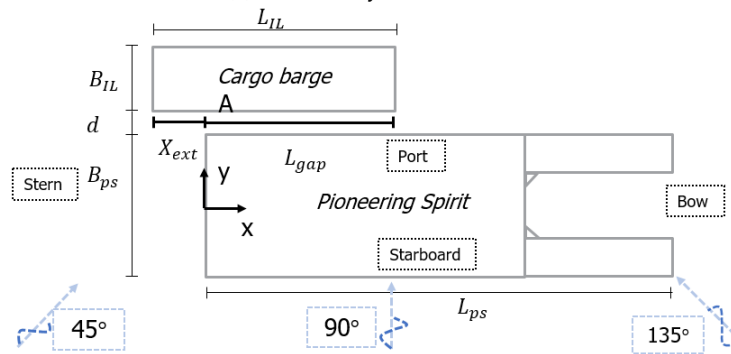 L_IL
B_IL
Cargo barge
A
d
X_ext
L_gap
Port
B_ps
Stern
y
Pioneering Spirit
Bow
x
Starboard
L_ps
45°
90°
135°